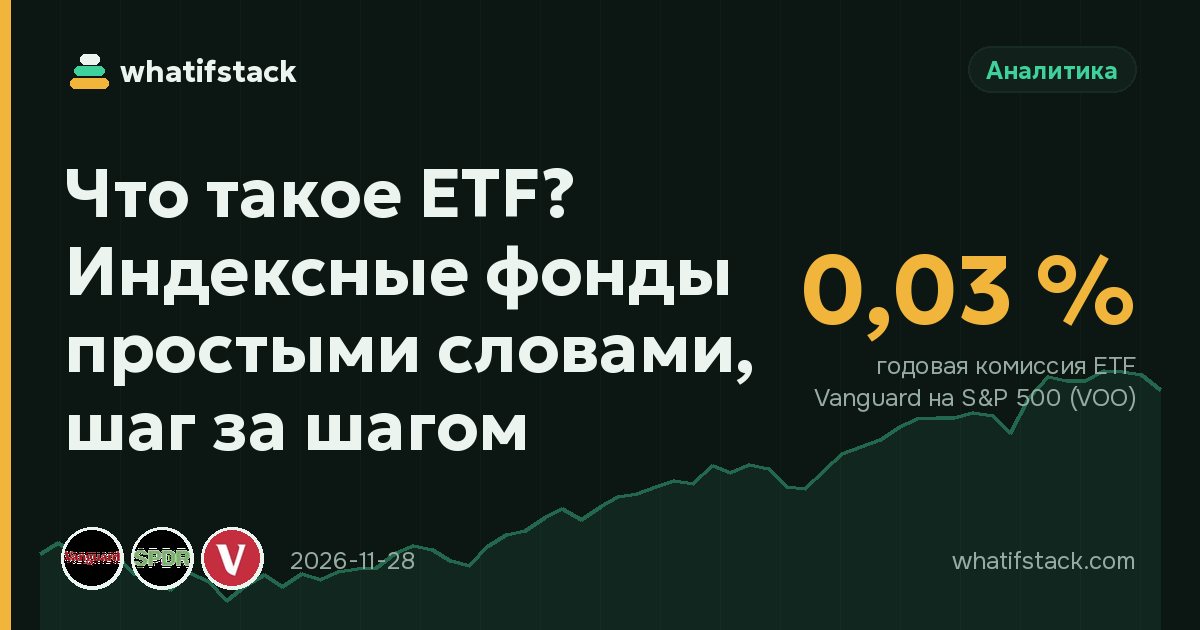 whatifstack
Аналитика
Что такое ETF?
Индексные фонды
простыми словами,
шаг за шагом
0,03 %
годовая комиссия ETF
Vanguard на S&P 500 (VOO)
Vanguard
SPDR
V
2026-11-28
whatifstack.com